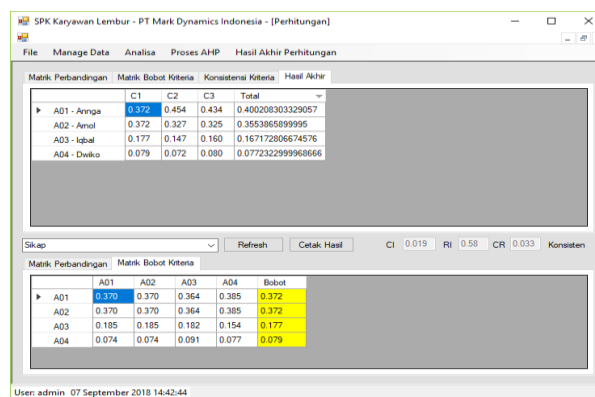 SPK Karyawan Lembur - PT Mark Dynamics Indonesia - [Perhitungan]
File Manage Data Analisa Proses AHP Hasil Akhir Perhitungan
Matrik Perbandingan Matrik Bobot Kriteria Konsistensi Kriteria Hasil Akhir
C1 C2 C3 Total
A01 - Annga 0.372 0.454 0.434 0.400208303329057
A02 - Amol 0.372 0.327 0.325 0.3553865899995
A03 - Iqbal 0.177 0.147 0.160 0.167172806674576
A04 - Dwiko 0.079 0.072 0.080 0.0772322999968666
Sikap Refresh Cetak Hasil CI 0.019 RI 0.58 CR 0.033 Konsisten
Matrik Perbandingan Matrik Bobot Kriteria
A01 A02 A03 A04 Bobot
A01 0.370 0.370 0.364 0.385 0.372
A02 0.370 0.370 0.364 0.385 0.372
A03 0.185 0.185 0.182 0.154 0.177
A04 0.074 0.074 0.091 0.077 0.079
User: admin 07 September 2018 14:42:44